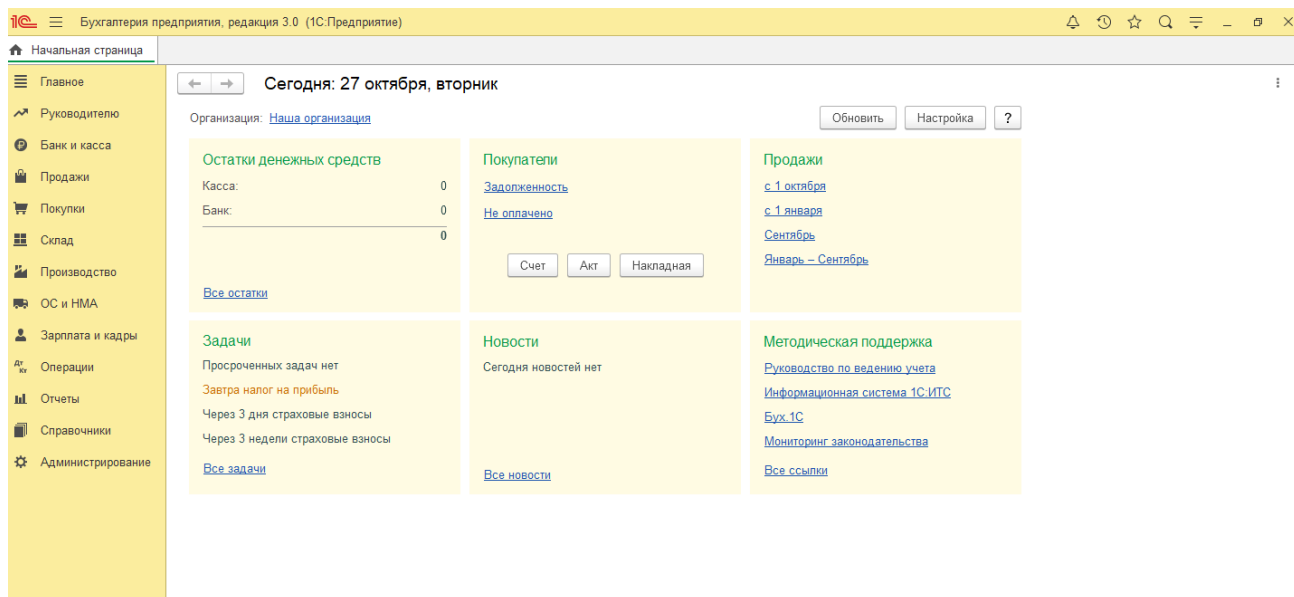 1С Бухгалтерия предприятия, редакция 3.0 (1С:Предприятие)
Начальная страница
Главное
Руководителю
Банк и касса
Продажи
Покупки
Склад
Производство
ОС и НМА
Зарплата и кадры
Дт Кт Операции
Отчеты
Справочники
Администрирование
Сегодня: 27 октября, вторник
Организация: Наша организация
Обновить Настройка ?
Остатки денежных средств
Касса: 0
Банк: 0
0
Все остатки
Покупатели
Задолженность
Не оплачено
Счет Акт Накладная
Продажи
с 1 октября
с 1 января
Сентябрь
Январь – Сентябрь
Задачи
Просроченных задач нет
Завтра налог на прибыль
Через 3 дня страховые взносы
Через 3 недели страховые взносы
Все задачи
Новости
Сегодня новостей нет
Все новости
Методическая поддержка
Руководство по ведению учета
Информационная система 1С:ИТС
Бух.1С
Мониторинг законодательства
Все ссылки